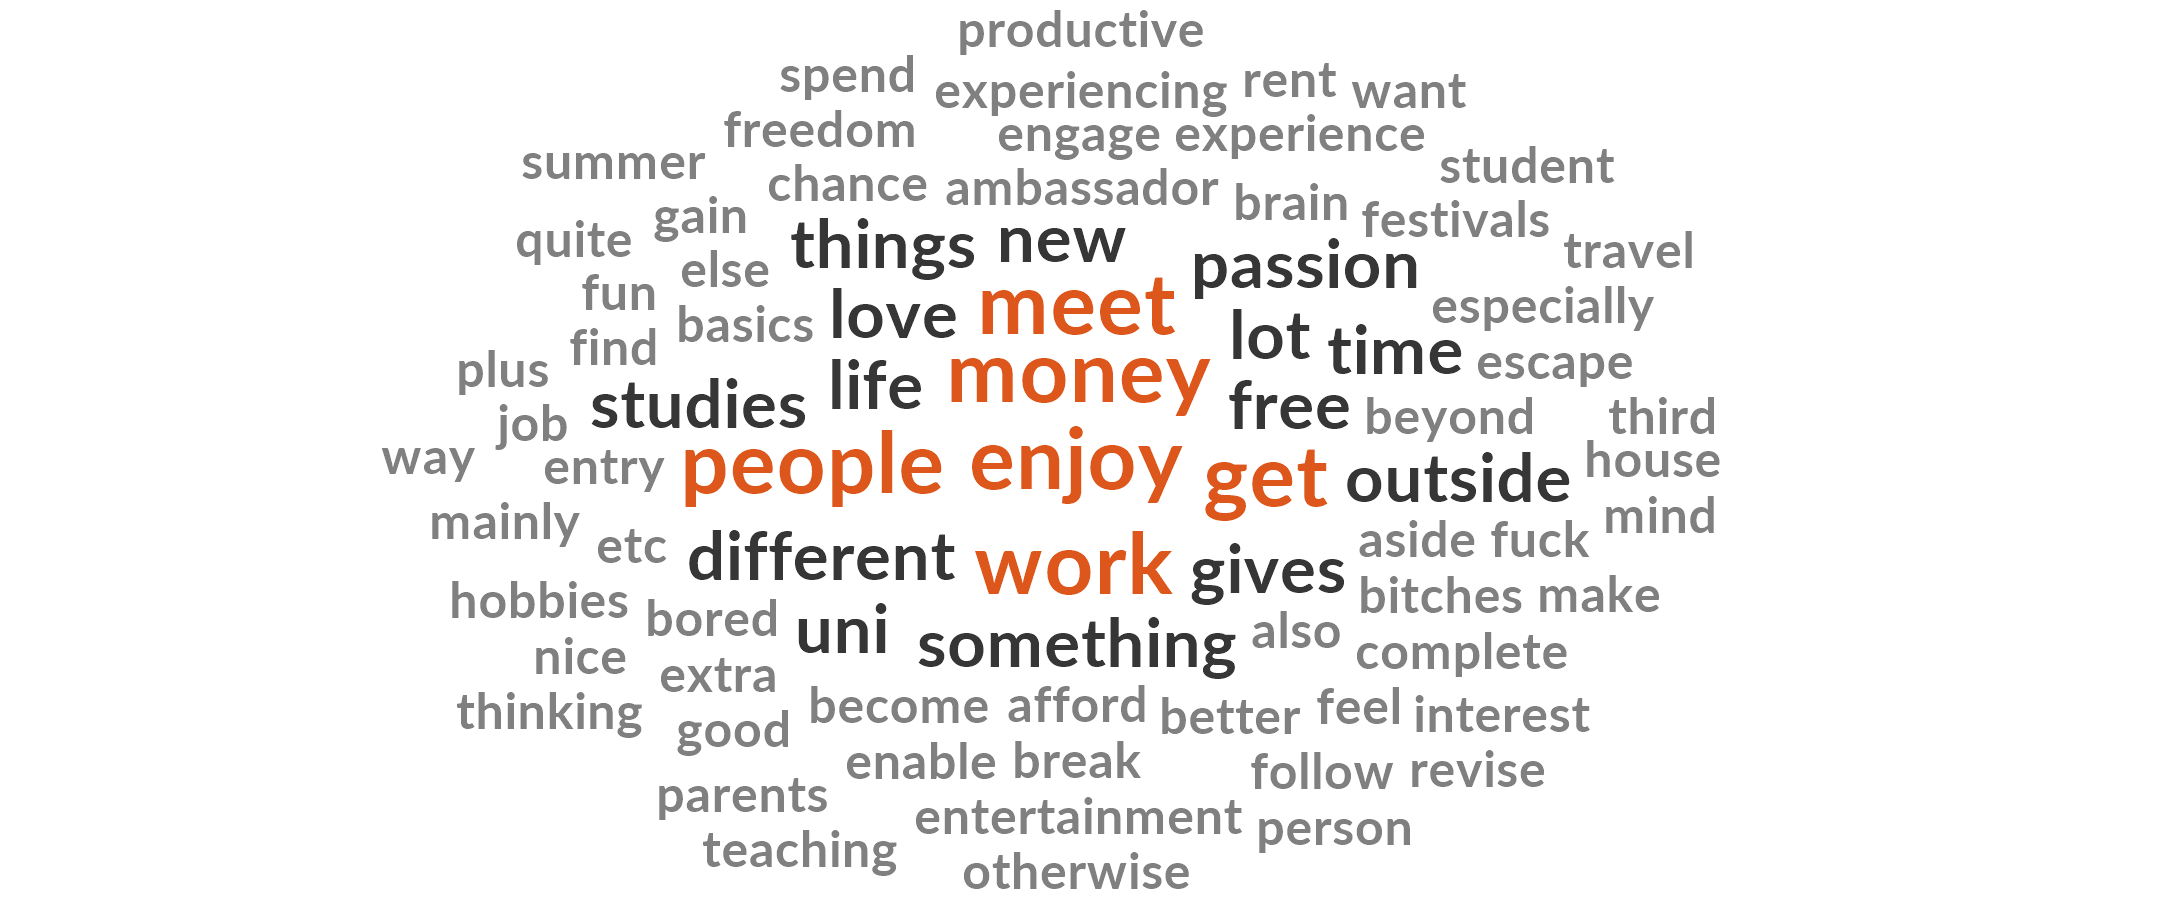 productive
spend experiencing rent want
freedom engage experience
summer chance ambassador brain student
quite gain things new passion festivals travel
fun else love meet lot especially
plus find basics life money time escape
way job studies free beyond third
entry people enjoy get outside house
mainly etc different work gives aside fuck mind
hobbies bored uni something also bitches make
nice extra complete
thinking good become afford better feel interest
parents enable break follow revise
teaching entertainment person
otherwise